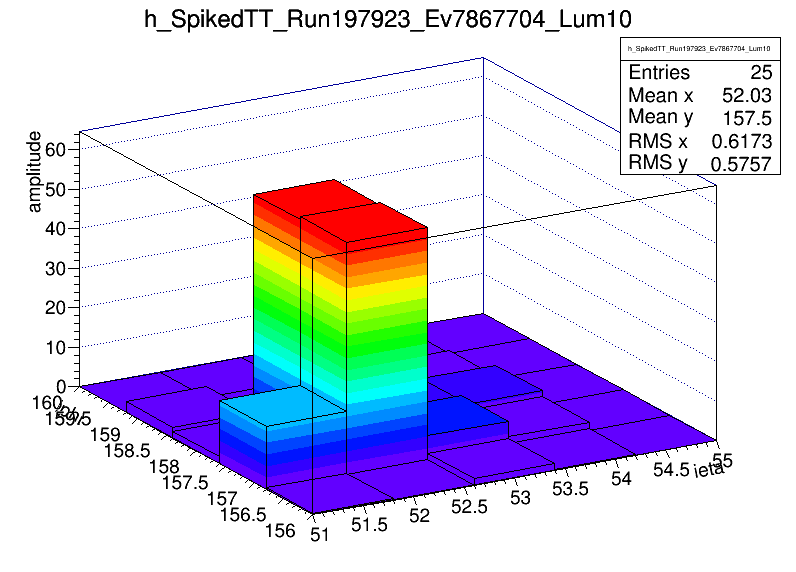 h_SpikedTT_Run197923_Ev7867704_Lum10
h_SpikedTT_Run197923_Ev7867704_Lum10
Entries 25
Mean x 52.03
Mean y 157.5
RMS x 0.6173
RMS y 0.5757
amplitude
60
50
40
30
20
10
0
160
159.5
159
158.5
158
157.5
157
156.5
156
51
51.5
52
52.5
53
53.5
54
54.5
55
ieta